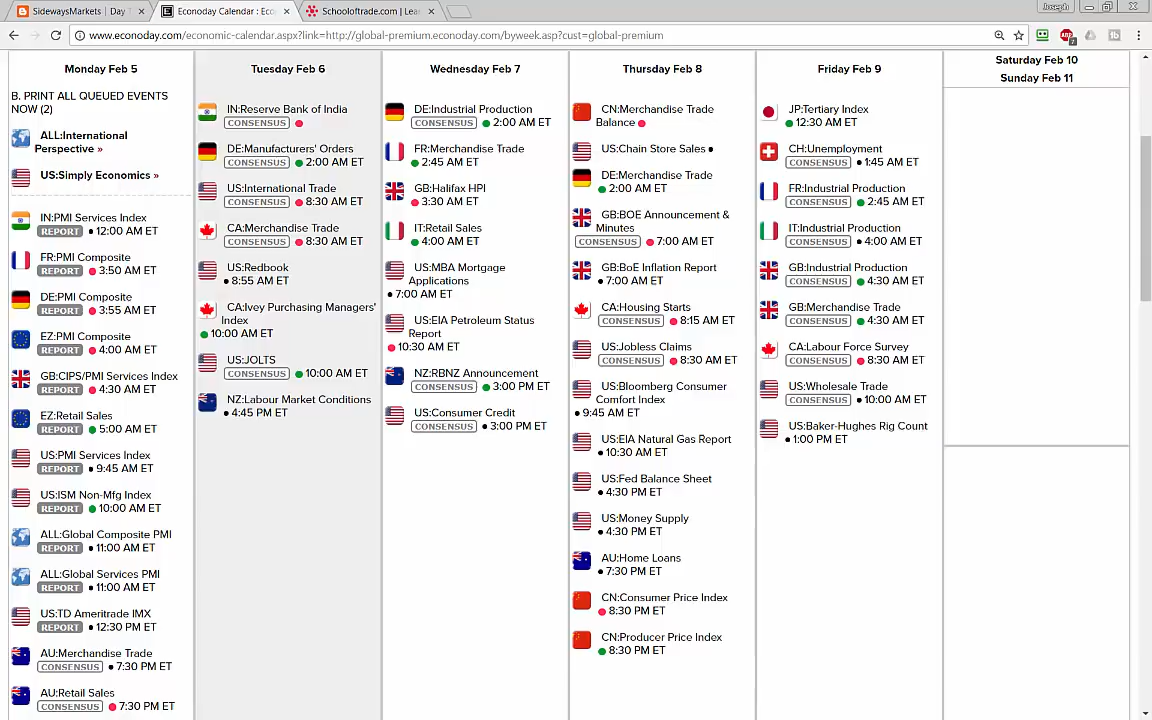 SidewaysMarkets | Day T
Econoday Calendar : Eco
Schooloftrade.com | Lea
Joseph
www.econoday.com/economic-calendar.aspx?link=http://global-premium.econoday.com/byweek.asp?cust=global-premium
Monday Feb 5
B. PRINT ALL QUEUED EVENTS
NOW (2)
ALL:International
Perspective »
US:Simply Economics »
IN:PMI Services Index
REPORT 12:00 AM ET
FR:PMI Composite
REPORT 3:50 AM ET
DE:PMI Composite
REPORT 3:55 AM ET
EZ:PMI Composite
REPORT 4:00 AM ET
GB:CIPS/PMI Services Index
REPORT 4:30 AM ET
EZ:Retail Sales
REPORT 5:00 AM ET
US:PMI Services Index
REPORT 9:45 AM ET
US:ISM Non-Mfg Index
REPORT 10:00 AM ET
ALL:Global Composite PMI
REPORT 11:00 AM ET
ALL:Global Services PMI
REPORT 11:00 AM ET
US:TD Ameritrade IMX
REPORT 12:30 PM ET
AU:Merchandise Trade
CONSENSUS 7:30 PM ET
AU:Retail Sales
CONSENSUS 7:30 PM ET
Tuesday Feb 6
IN:Reserve Bank of India
CONSENSUS
DE:Manufacturers' Orders
CONSENSUS 2:00 AM ET
US:International Trade
CONSENSUS 8:30 AM ET
CA:Merchandise Trade
CONSENSUS 8:30 AM ET
US:Redbook
8:55 AM ET
CA:Ivey Purchasing Managers'
Index
10:00 AM ET
US:JOLTS
CONSENSUS 10:00 AM ET
NZ:Labour Market Conditions
4:45 PM ET
Wednesday Feb 7
DE:Industrial Production
CONSENSUS 2:00 AM ET
FR:Merchandise Trade
2:45 AM ET
GB:Halifax HPI
3:30 AM ET
IT:Retail Sales
4:00 AM ET
US:MBA Mortgage
Applications
7:00 AM ET
US:EIA Petroleum Status
Report
10:30 AM ET
NZ:RBNZ Announcement
CONSENSUS 3:00 PM ET
US:Consumer Credit
CONSENSUS 3:00 PM ET
Thursday Feb 8
CN:Merchandise Trade
Balance
US:Chain Store Sales
DE:Merchandise Trade
2:00 AM ET
GB:BOE Announcement &
Minutes
CONSENSUS 7:00 AM ET
GB:BoE Inflation Report
7:00 AM ET
CA:Housing Starts
CONSENSUS 8:15 AM ET
US:Jobless Claims
CONSENSUS 8:30 AM ET
US:Bloomberg Consumer
Comfort Index
9:45 AM ET
US:EIA Natural Gas Report
10:30 AM ET
US:Fed Balance Sheet
4:30 PM ET
US:Money Supply
4:30 PM ET
AU:Home Loans
7:30 PM ET
CN:Consumer Price Index
8:30 PM ET
CN:Producer Price Index
8:30 PM ET
Friday Feb 9
JP:Tertiary Index
12:30 AM ET
CH:Unemployment
CONSENSUS 1:45 AM ET
FR:Industrial Production
CONSENSUS 2:45 AM ET
IT:Industrial Production
CONSENSUS 4:00 AM ET
GB:Industrial Production
CONSENSUS 4:30 AM ET
GB:Merchandise Trade
CONSENSUS 4:30 AM ET
CA:Labour Force Survey
CONSENSUS 8:30 AM ET
US:Wholesale Trade
CONSENSUS 10:00 AM ET
US:Baker-Hughes Rig Count
1:00 PM ET
Saturday Feb 10
Sunday Feb 11